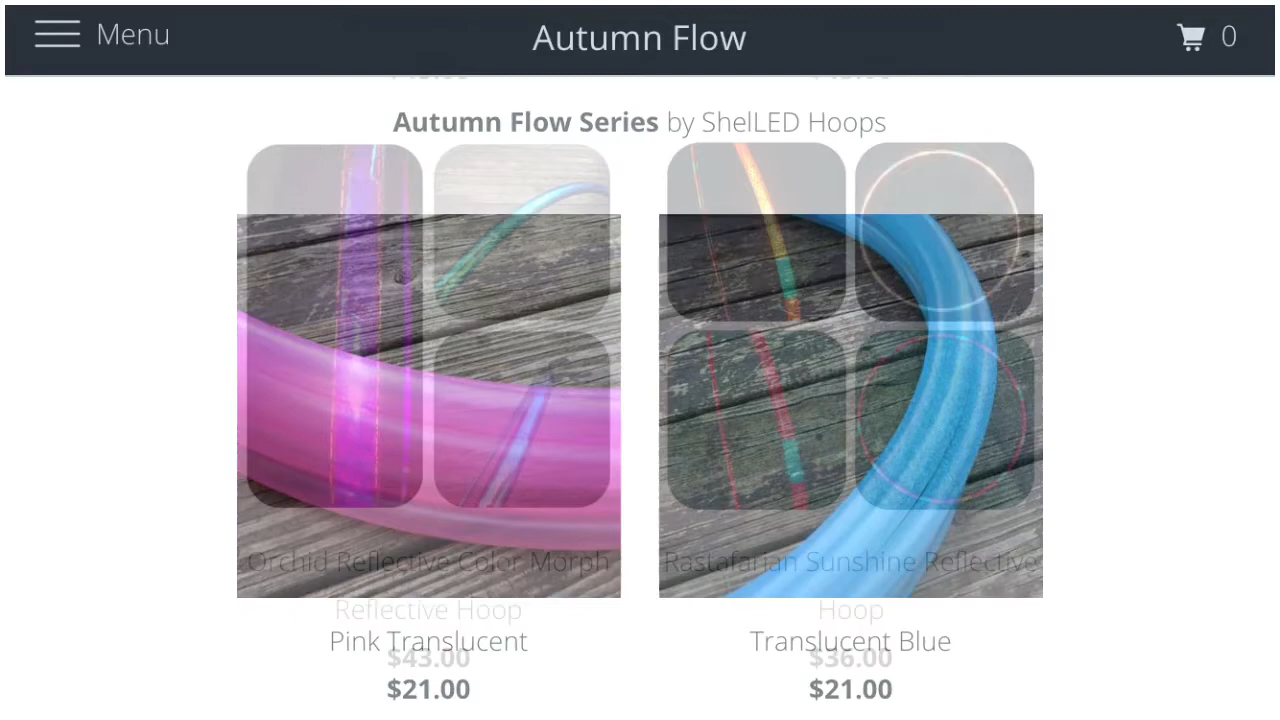 Menu
Autumn Flow
0
Autumn Flow Series by ShelLED Hoops
Orchid Reflective Color Morph
Reflective Hoop
$43.00
Rastafarian Sunshine Reflective
Hoop
$36.00
Pink Translucent
$21.00
Translucent Blue
$21.00